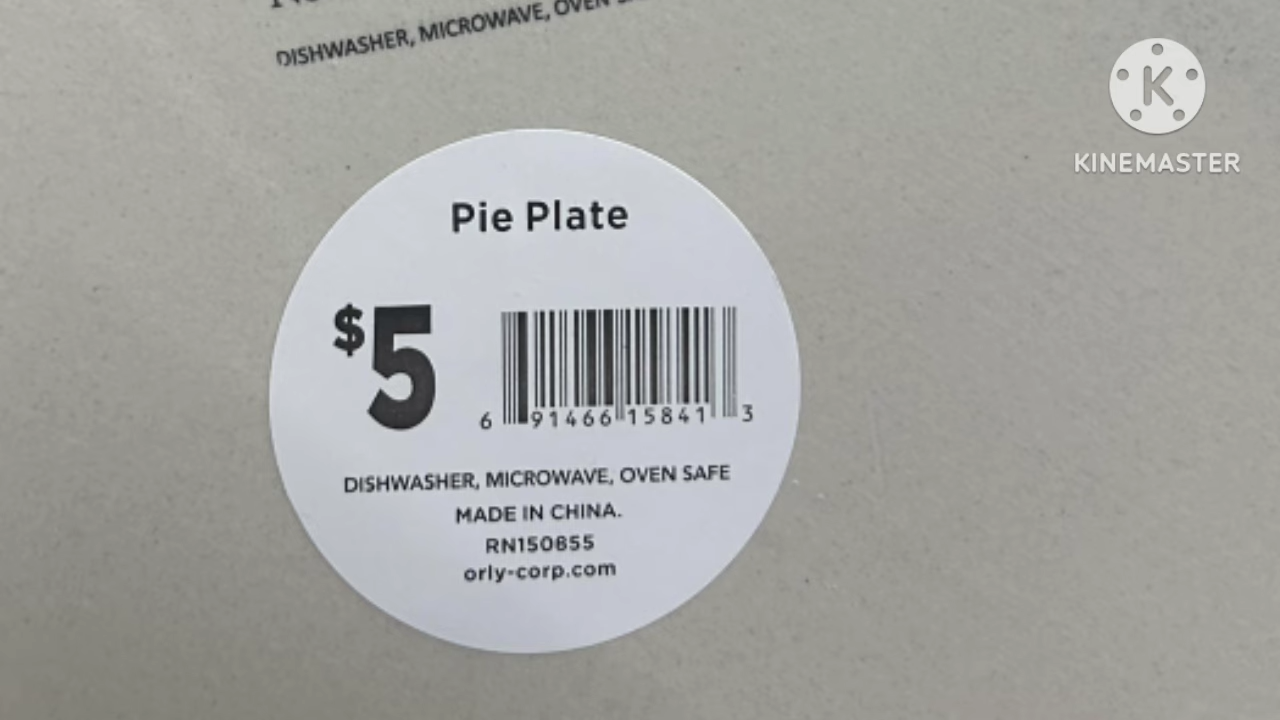 DISHWASHER, MICROWAVE, OVEN
KINEMASTER
Pie Plate
$5
6 91466 15841 3
DISHWASHER, MICROWAVE, OVEN SAFE
MADE IN CHINA.
RN150855
orly-corp.com